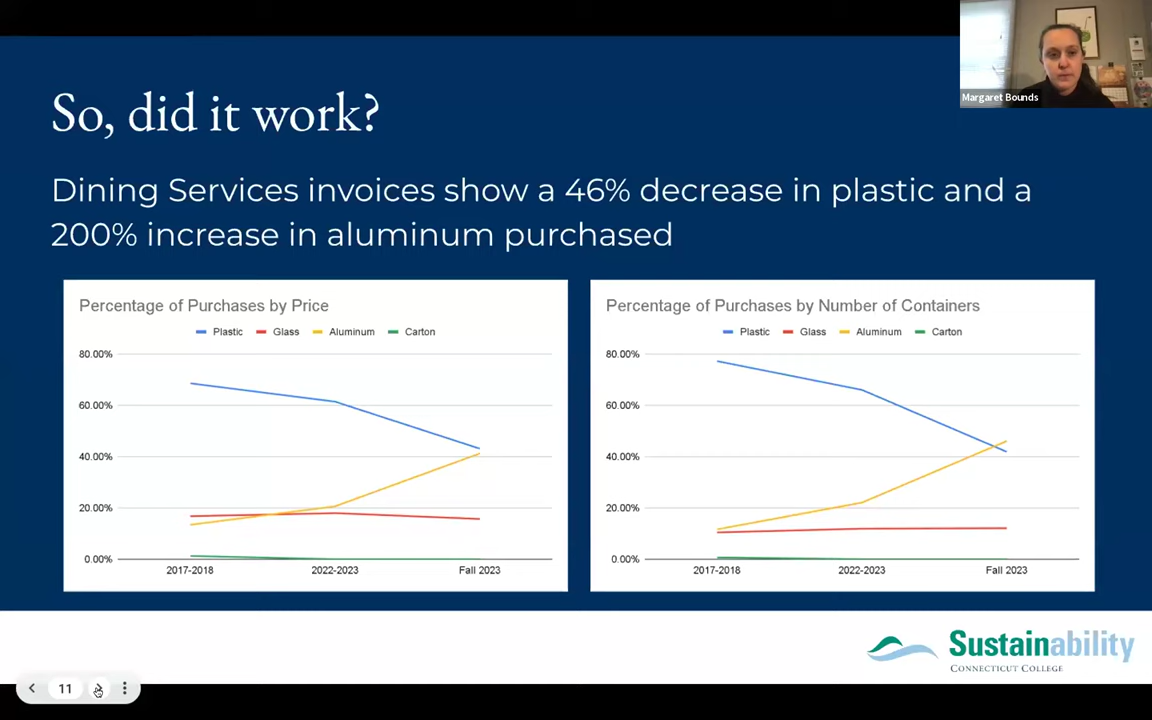 Margaret Bounds
So, did it work?
Dining Services invoices show a 46% decrease in plastic and a
200% increase in aluminum purchased
Percentage of Purchases by Price
Plastic Glass Aluminum Carton
80.00%
60.00%
40.00%
20.00%
0.00%
2017-2018 2022-2023 Fall 2023
Percentage of Purchases by Number of Containers
Plastic Glass Aluminum Carton
80.00%
60.00%
40.00%
20.00%
0.00%
2017-2018 2022-2023 Fall 2023
Sustainability
CONNECTICUT COLLEGE
11